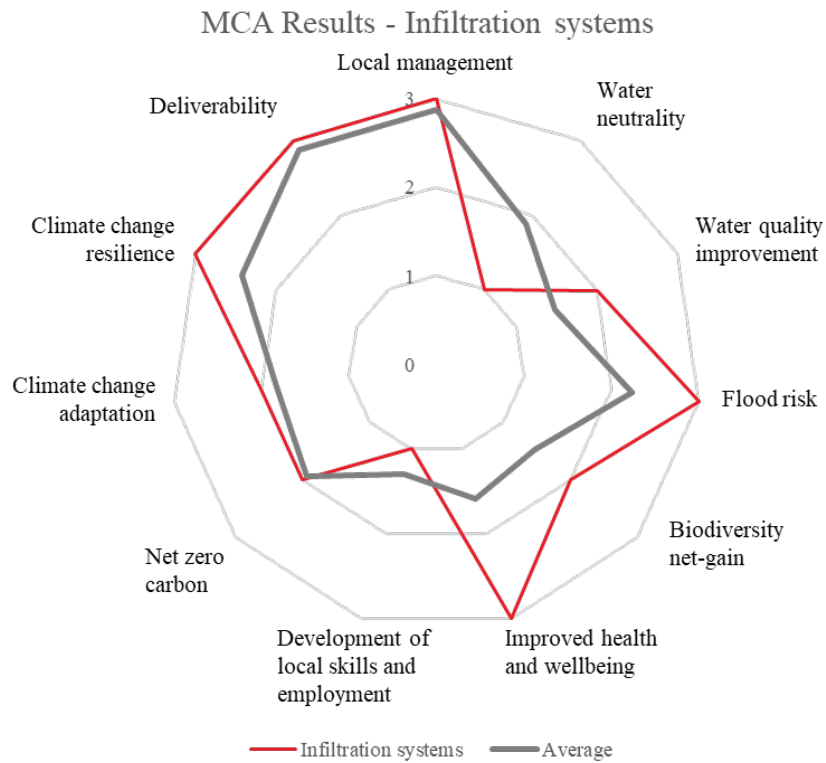 MCA Results - Infiltration systems
Local management
Deliverability
Water
neutrality
3
2
1
0
Climate change
resilience
Water quality
improvement
Climate change
adaptation
Flood risk
Net zero
carbon
Biodiversity
net-gain
Development of
local skills and
employment
Improved health
and wellbeing
Infiltration systems
Average